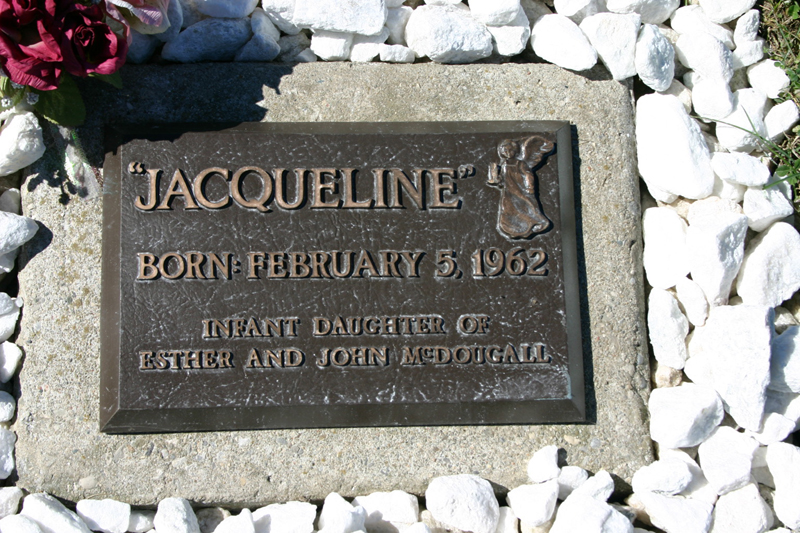 "JACQUELINE"
BORN: FEBRUARY 5, 1962
INFANT DAUGHTER OF
ESTHER AND JOHN McDOUGALL